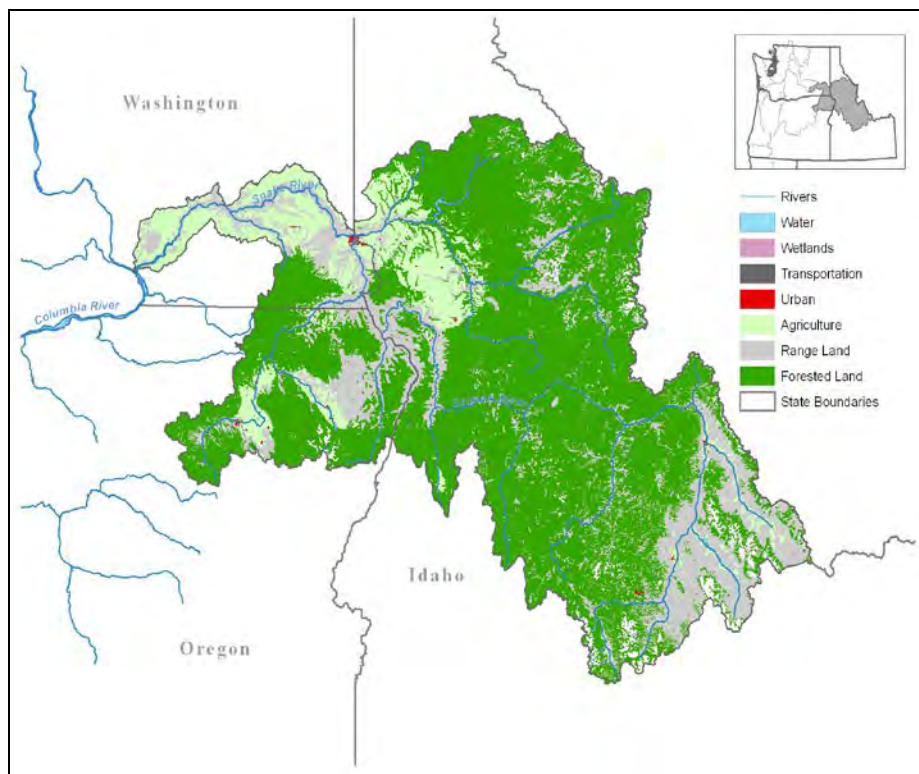 Washington
Snake River
Columbia River
Salmon River
Idaho
Oregon
Rivers
Water
Wetlands
Transportation
Urban
Agriculture
Range Land
Forested Land
State Boundaries